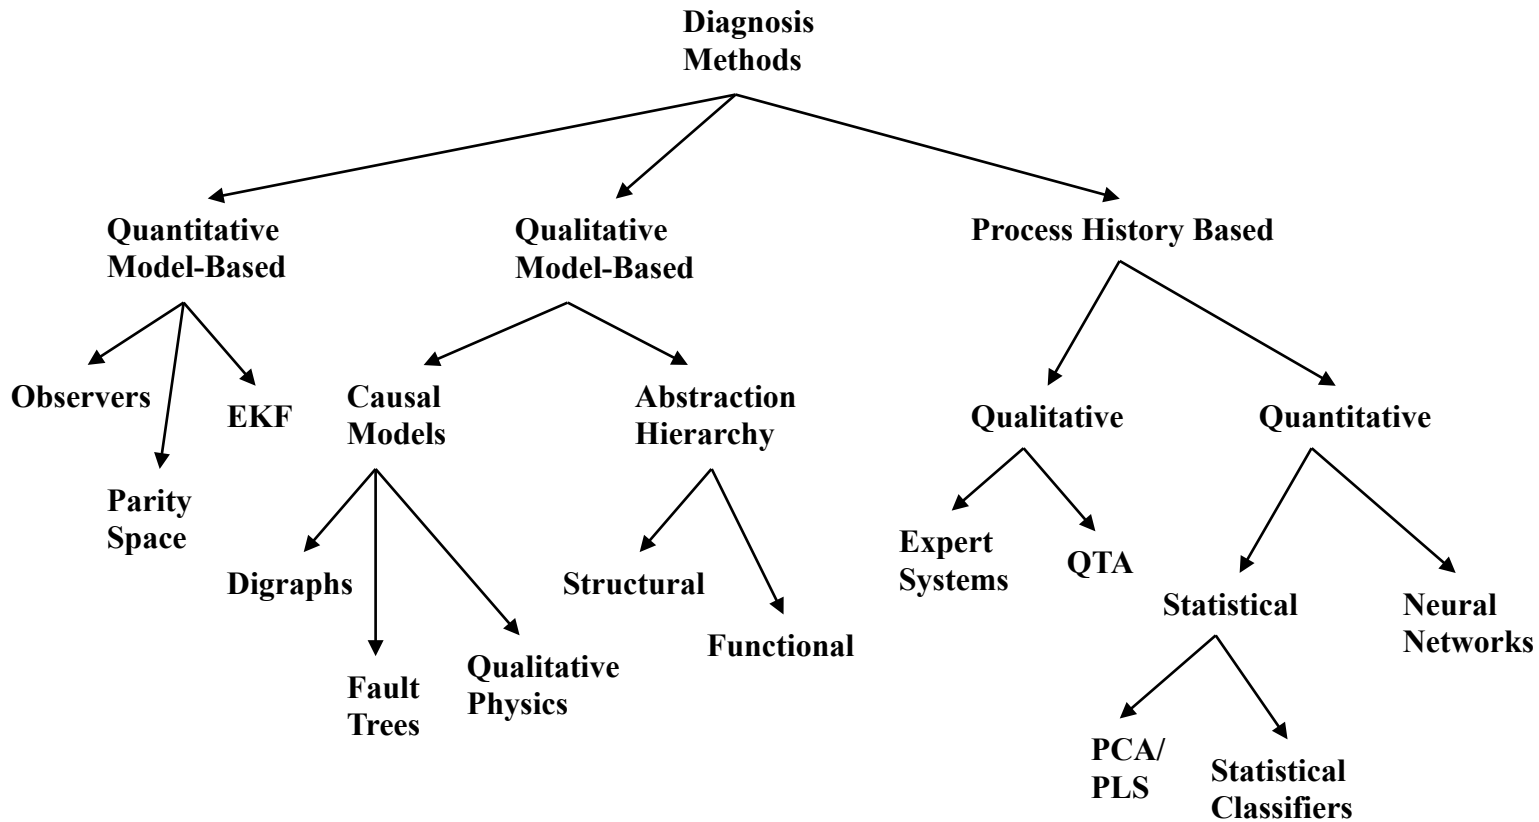 Diagnosis
Methods
Quantitative
Model-Based
Qualitative
Model-Based
Process History Based
Observers
EKF
Parity
Space
Causal
Models
Abstraction
Hierarchy
Qualitative
Quantitative
Digraphs
Fault
Trees
Qualitative
Physics
Structural
Functional
Expert
Systems
QTA
Statistical
Neural
Networks
PCA/
PLS
Statistical
Classifiers